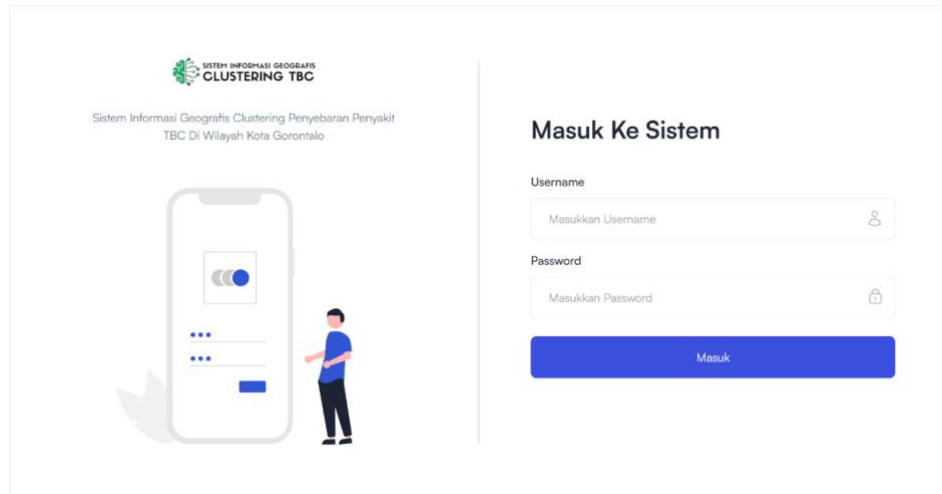 SISTEM INFORMASI GEOGRAFIS
CLUSTERING TBC
Sistem Informasi Geografis Clustering Penyebaran Penyakit
TBC Di Wilayah Kota Gorontalo
Masuk Ke Sistem
Username
Masukkan Username
Password
Masukkan Password
Masuk